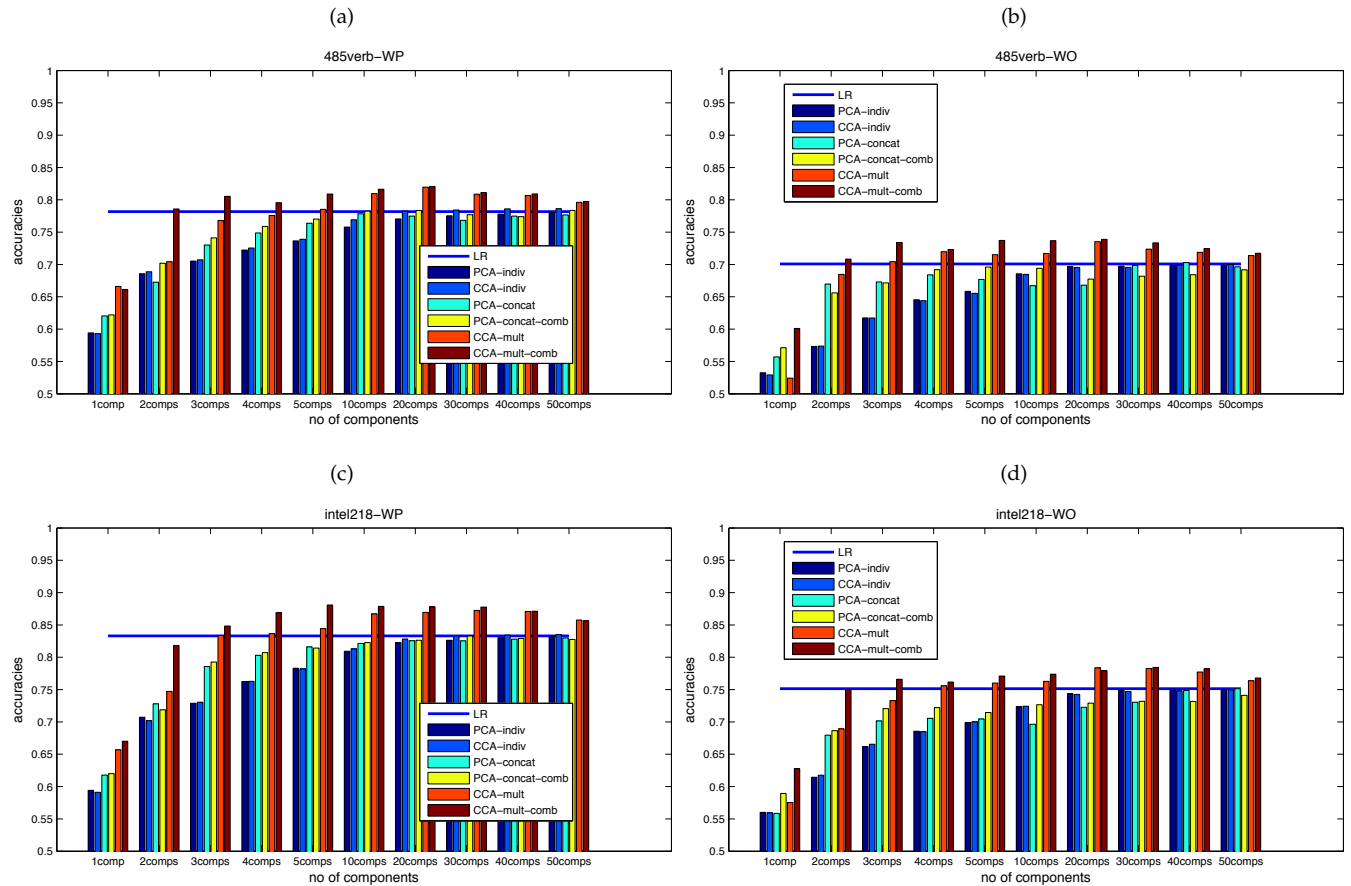 (a)
485verb−WP
1
0.95
0.9
0.85
0.8
0.75
0.7
0.65
0.6
0.55
0.5
accuracies
LR
PCA−indiv
CCA−indiv
PCA−concat
PCA−concat−comb
CCA−mult
CCA−mult−comb
1comp 2comps 3comps 4comps 5comps 10comps 20comps 30comps 40comps 50comps
no of components
(b)
485verb−WO
1
0.95
0.9
0.85
0.8
0.75
0.7
0.65
0.6
0.55
0.5
accuracies
LR
PCA−indiv
CCA−indiv
PCA−concat
PCA−concat−comb
CCA−mult
CCA−mult−comb
1comp 2comps 3comps 4comps 5comps 10comps 20comps 30comps 40comps 50comps
no of components
(c)
intel218−WP
1
0.95
0.9
0.85
0.8
0.75
0.7
0.65
0.6
0.55
0.5
accuracies
LR
PCA−indiv
CCA−indiv
PCA−concat
PCA−concat−comb
CCA−mult
CCA−mult−comb
1comp 2comps 3comps 4comps 5comps 10comps 20comps 30comps 40comps 50comps
no of components
(d)
intel218−WO
1
0.95
0.9
0.85
0.8
0.75
0.7
0.65
0.6
0.55
0.5
accuracies
LR
PCA−indiv
CCA−indiv
PCA−concat
PCA−concat−comb
CCA−mult
CCA−mult−comb
1comp 2comps 3comps 4comps 5comps 10comps 20comps 30comps 40comps 50comps
no of components